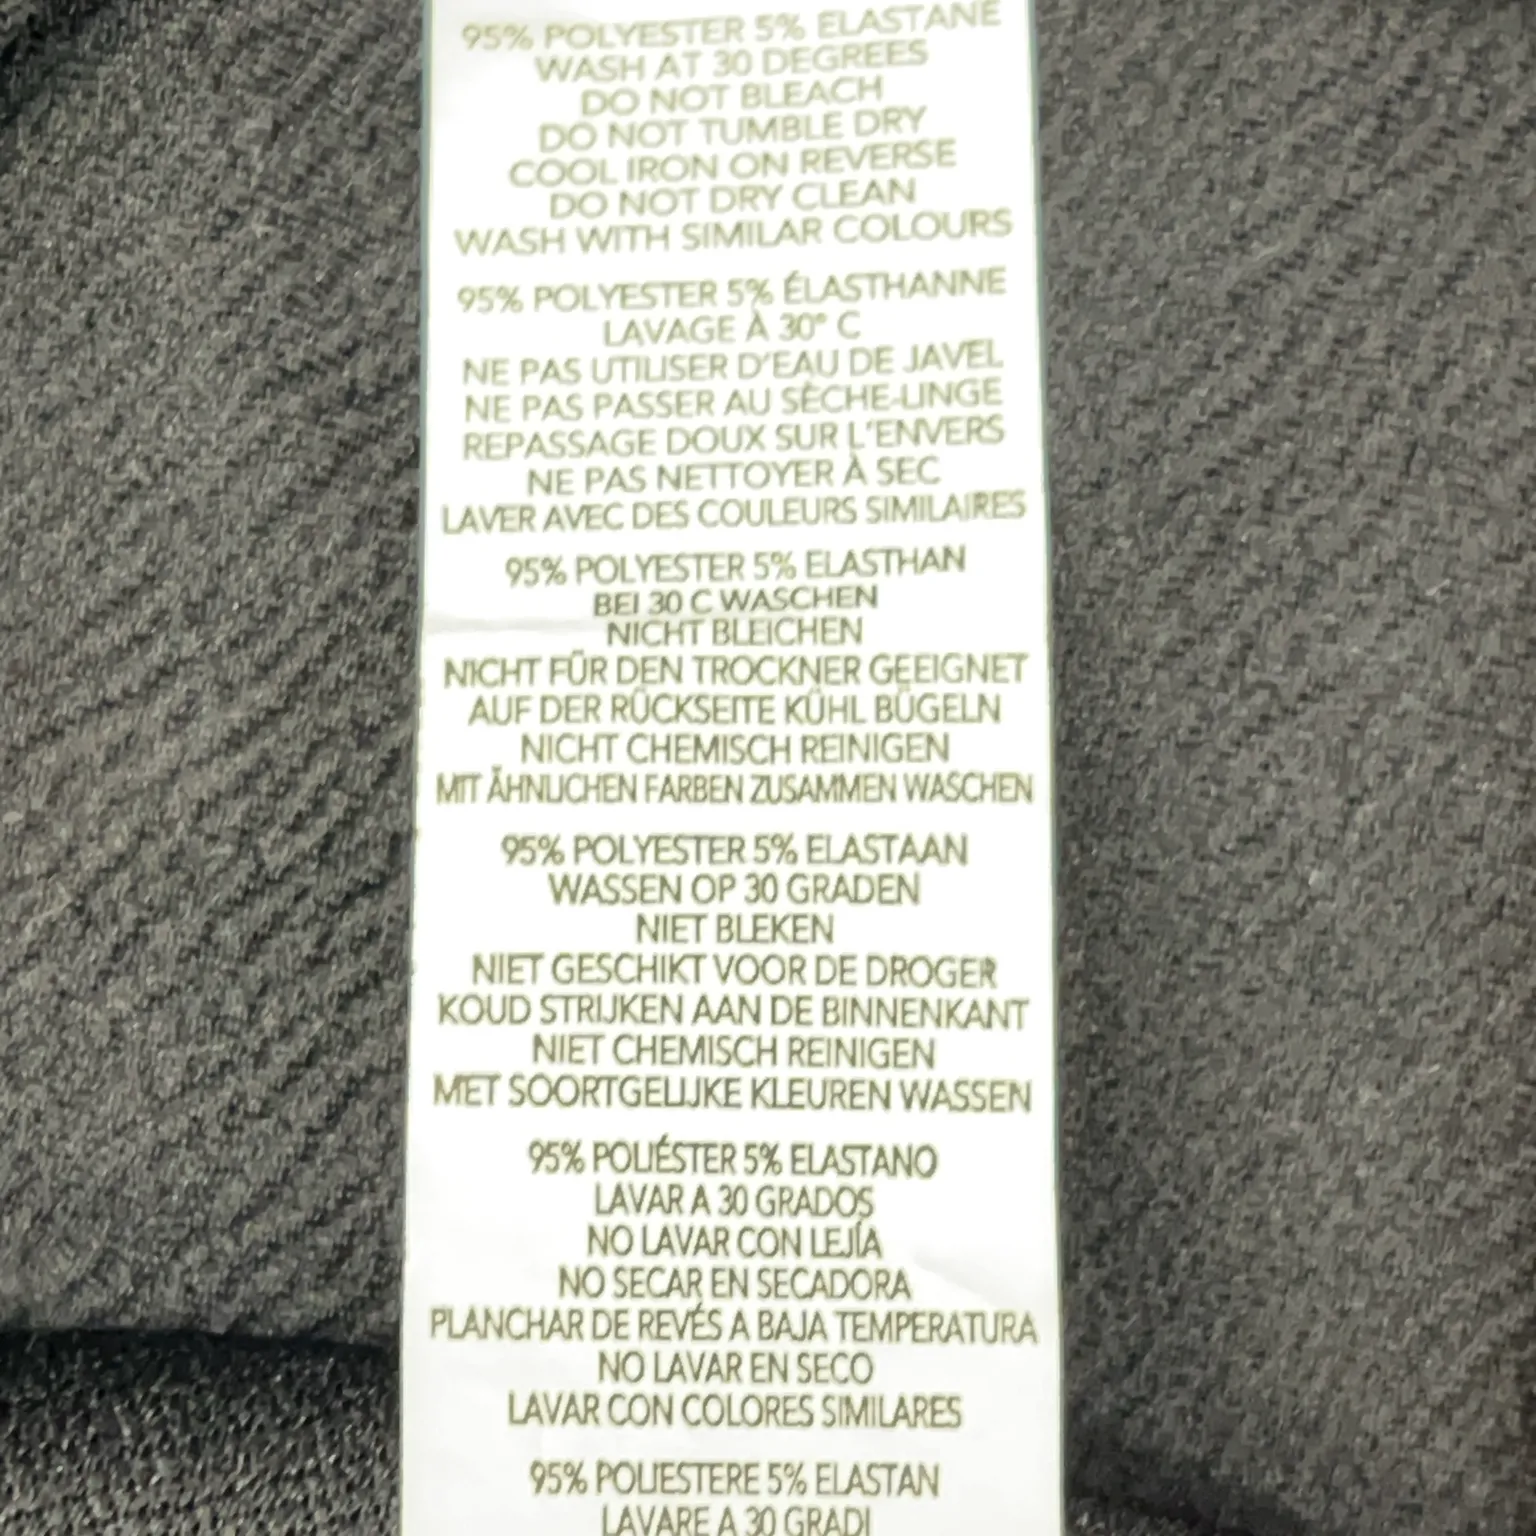 95% POLYESTER 5% ELASTANE
WASH AT 30 DEGREES
DO NOT BLEACH
DO NOT TUMBLE DRY
COOL IRON ON REVERSE
DO NOT DRY CLEAN
WASH WITH SIMILAR COLOURS
95% POLYESTER 5% ÉLASTHANNE
LAVAGE À 30° C
NE PAS UTILISER D'EAU DE JAVEL
NE PAS PASSER AU SÈCHE-LINGE
REPASSAGE DOUX SUR L'ENVERS
NE PAS NETTOYER À SEC
LAVER AVEC DES COULEURS SIMILAIRES
95% POLYESTER 5% ELASTHAN
BEI 30 C WASCHEN
NICHT BLEICHEN
NICHT FÜR DEN TROCKNER GEEIGNET
AUF DER RÜCKSEITE KÜHL BÜGELN
NICHT CHEMISCH REINIGEN
MIT ÄHNLICHEN FARBEN ZUSAMMEN WASCHEN
95% POLYESTER 5% ELASTAAN
WASSEN OP 30 GRADEN
NIET BLEKEN
NIET GESCHIKT VOOR DE DROGER
KOUD STRIJKEN AAN DE BINNENKANT
NIET CHEMISCH REINIGEN
MET SOORTGELIJKE KLEUREN WASSEN
95% POLIÉSTER 5% ELASTANO
LAVAR A 30 GRADOS
NO LAVAR CON LEJÍA
NO SECAR EN SECADORA
PLANCHAR DE REVÉS A BAJA TEMPERATURA
NO LAVAR EN SECO
LAVAR CON COLORES SIMILARES
95% POLIESTERE 5% ELASTAN
LAVARE A 30 GRADI